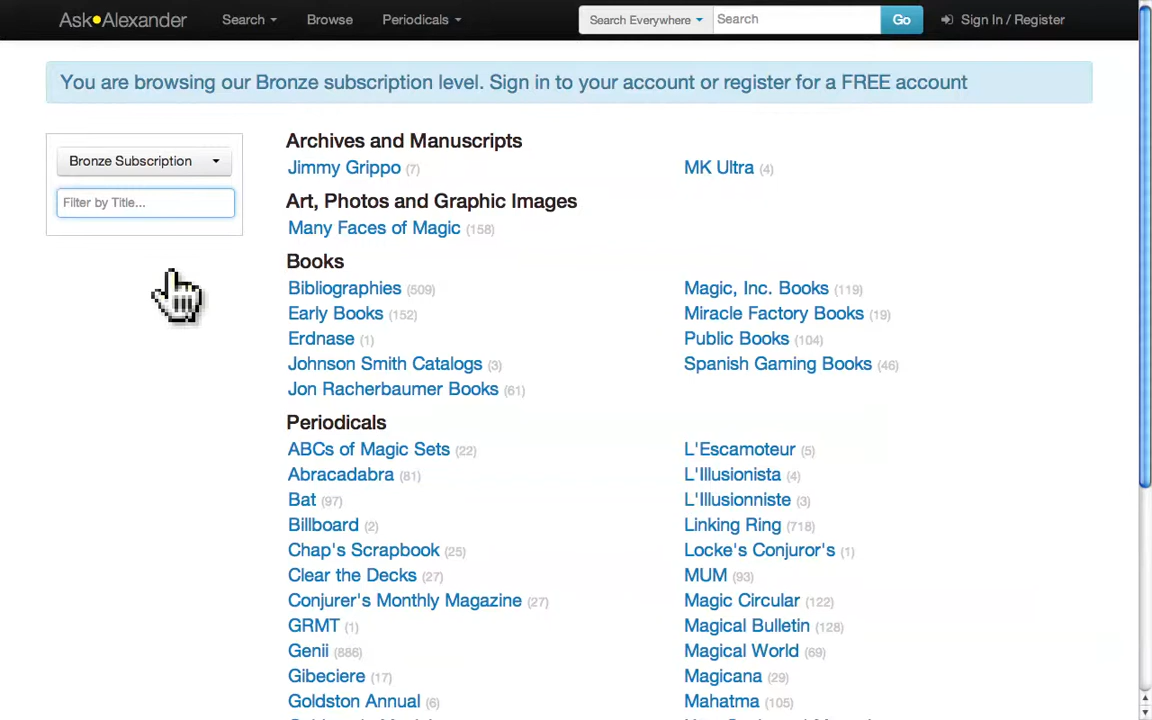 Ask Alexander
Search
Browse
Periodicals
Search Everywhere
Search
Go
Sign In / Register
You are browsing our Bronze subscription level. Sign in to your account or register for a FREE account
Bronze Subscription
Filter by Title...
Archives and Manuscripts
Jimmy Grippo (7)
MK Ultra (4)
Art, Photos and Graphic Images
Many Faces of Magic (158)
Books
Bibliographies (509)
Early Books (152)
Erdnase (1)
Johnson Smith Catalogs (3)
Jon Racherbaumer Books (61)
Magic, Inc. Books (119)
Miracle Factory Books (19)
Public Books (104)
Spanish Gaming Books (46)
Periodicals
ABCs of Magic Sets (22)
Abracadabra (81)
Bat (97)
Billboard (2)
Chap's Scrapbook (25)
Clear the Decks (27)
Conjurer's Monthly Magazine (27)
GRMT (1)
Genii (886)
Gibeciere (17)
Goldston Annual (6)
L'Escamoteur (5)
L'Illusionista (4)
L'Illusionniste (3)
Linking Ring (718)
Locke's Conjuror's (1)
MUM (93)
Magic Circular (122)
Magical Bulletin (128)
Magical World (69)
Magicana (29)
Mahatma (105)